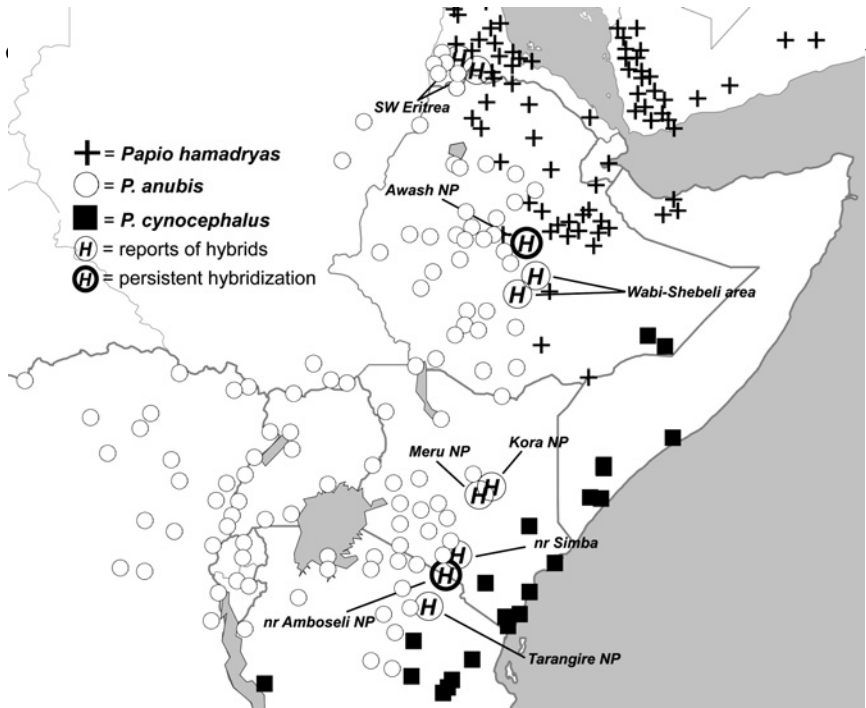 SW Eritrea
+ = Papio hamadryas
○ = P. anubis
■ = P. cynocephalus
H = reports of hybrids
H = persistent hybridization
Awash NP
H
H
H
H
H
Wabi-Shebeli area
Kora NP
Meru NP
H
H
nr Simba
H
H
nr Amboseli NP
H
Tarangire NP